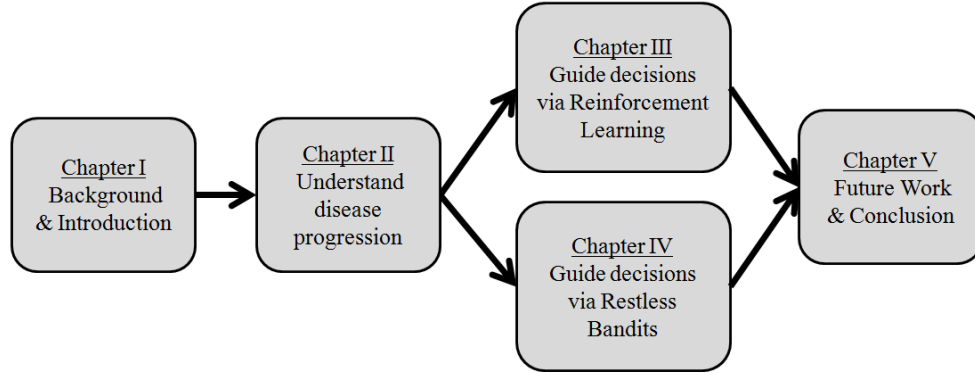 Chapter I
Background
& Introduction
Chapter II
Understand
disease
progression
Chapter III
Guide decisions
via Reinforcement
Learning
Chapter IV
Guide decisions
via Restless
Bandits
Chapter V
Future Work
& Conclusion